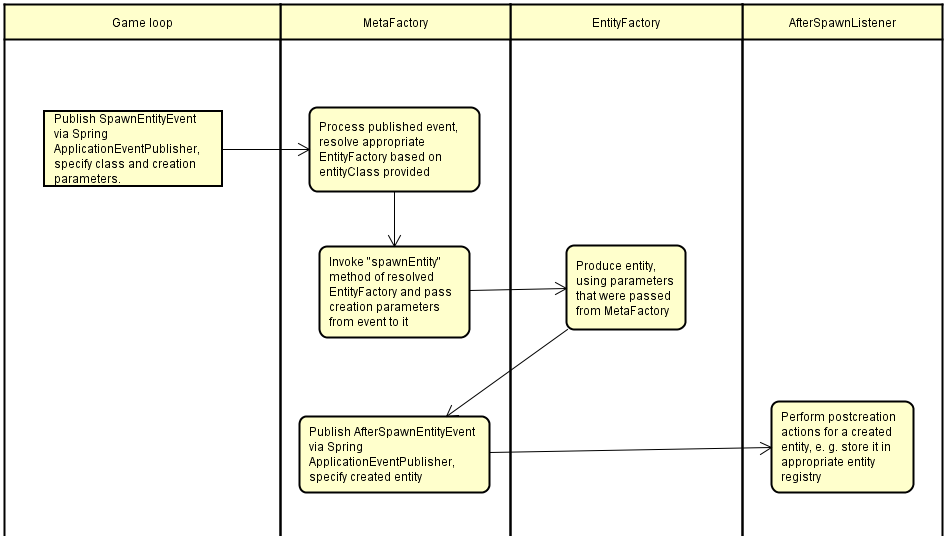 Game loop
MetaFactory
EntityFactory
AfterSpawnListener
Publish SpawnEntityEvent
via Spring
ApplicationEventPublisher,
specify class and creation
parameters.
Process published event,
resolve appropriate
EntityFactory based on
entityClass provided
Invoke "spawnEntity"
method of resolved
EntityFactory and pass
creation parameters
from event to it
Produce entity,
using parameters
that were passed
from MetaFactory
Publish AfterSpawnEntityEvent
via Spring
ApplicationEventPublisher,
specify created entity
Perform postcreation
actions for a created
entity, e. g. store it in
appropriate entity
registry